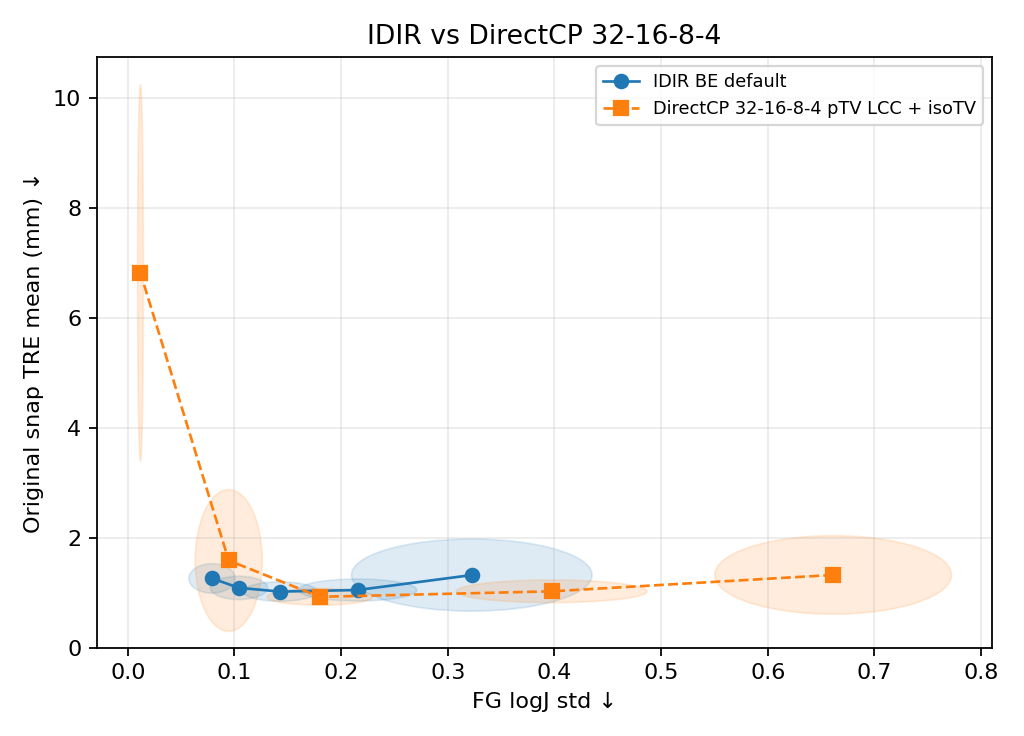 IDIR vs DirectCP 32-16-8-4
IDIR BE default
DirectCP 32-16-8-4 pTV LCC + isoTV
Original snap TRE mean (mm) ↓
10
8
6
4
2
0
0.0 0.1 0.2 0.3 0.4 0.5 0.6 0.7 0.8
FG logJ std ↓